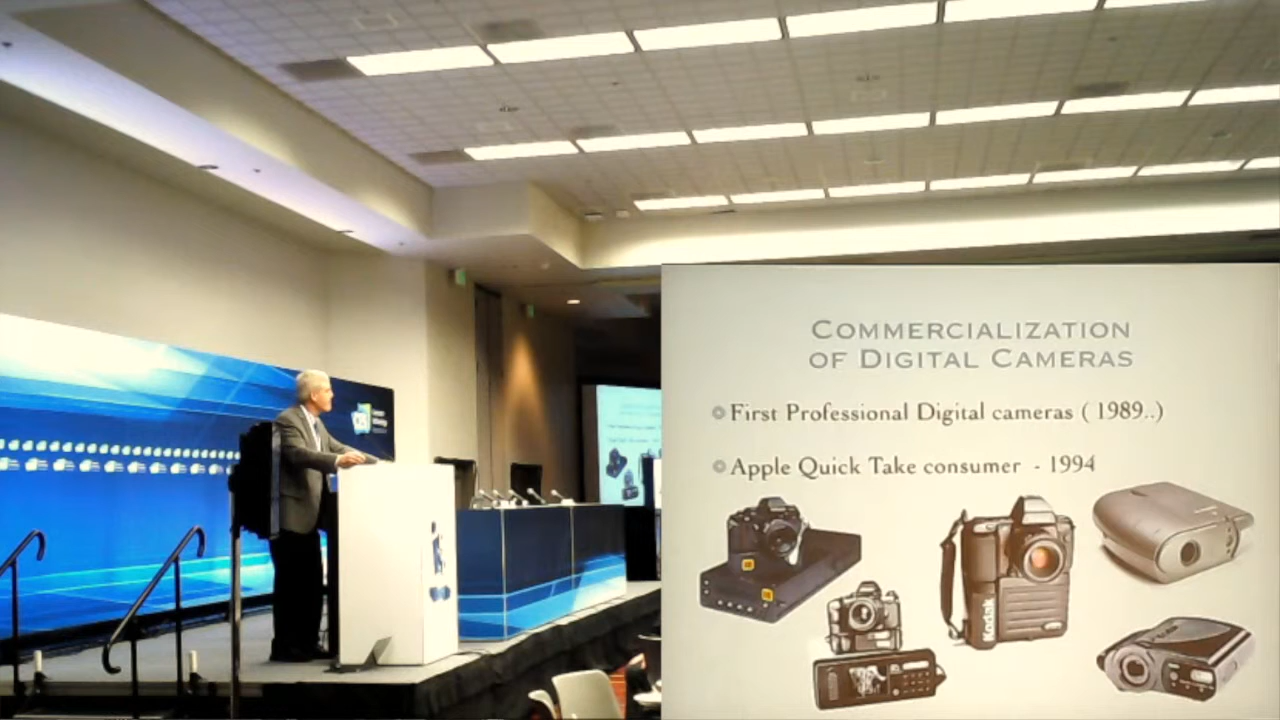 COMMERCIALIZATION
OF DIGITAL CAMERAS
First Professional Digital cameras ( 1989..)
Apple Quick Take consumer - 1994
Kodak